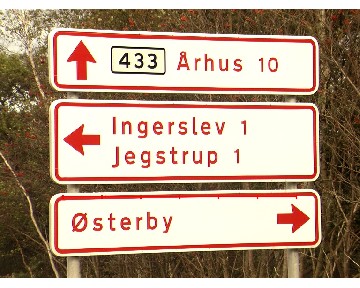 433 Århus 10
Ingerslev 1
Jegstrup 1
Østerby